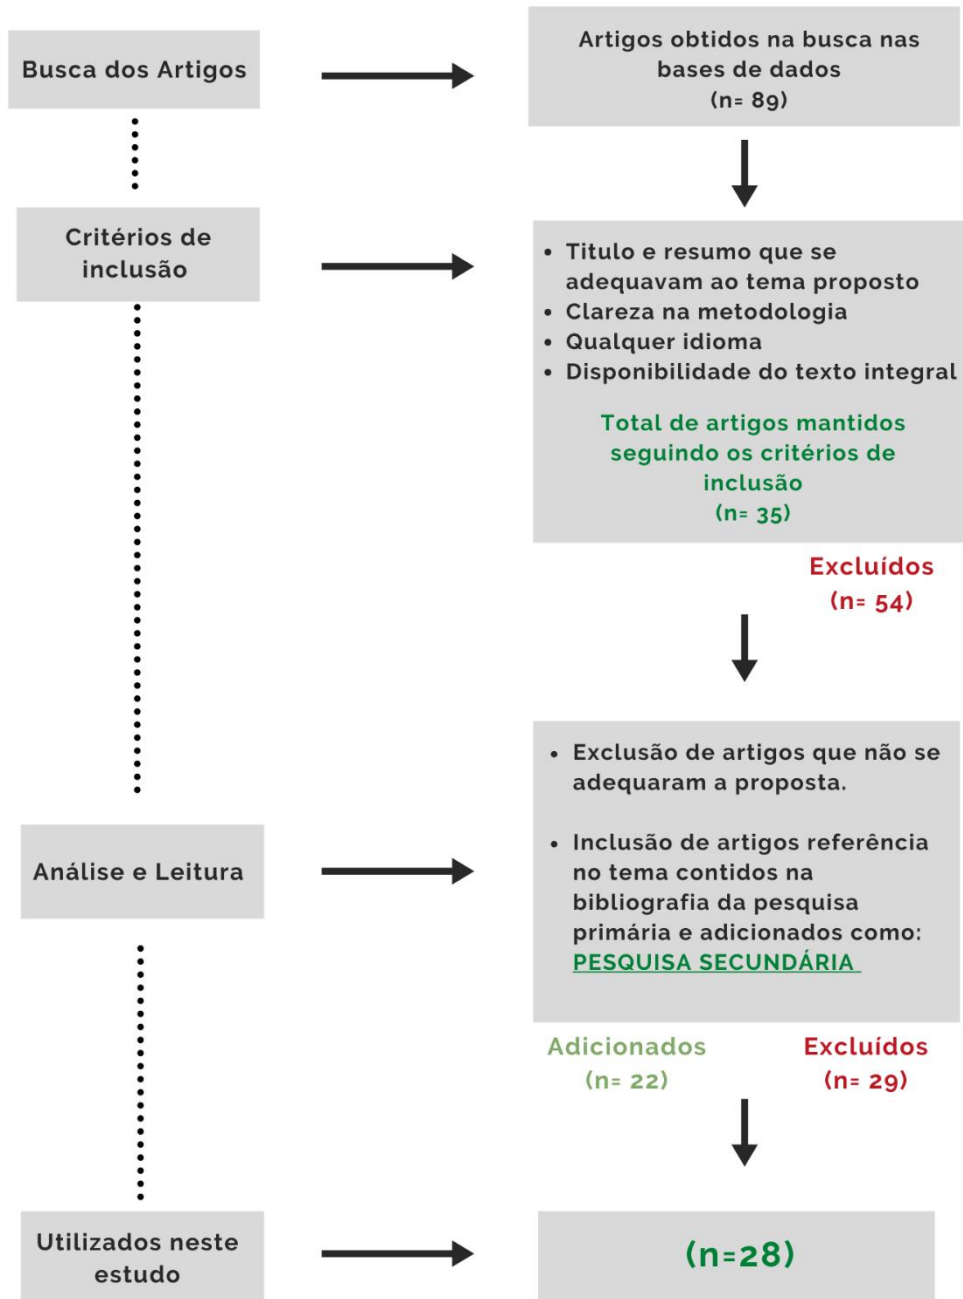 Busca dos Artigos
Artigos obtidos na busca nas
bases de dados
(n= 89)
Critérios de
inclusão
• Titulo e resumo que se
adequavam ao tema proposto
• Clareza na metodologia
• Qualquer idioma
• Disponibilidade do texto integral
Total de artigos mantidos
seguindo os critérios de
inclusão
(n= 35)
Excluídos
(n= 54)
Análise e Leitura
• Exclusão de artigos que não se
adequaram a proposta.
• Inclusão de artigos referência
no tema contidos na
bibliografia da pesquisa
primária e adicionados como:
PESQUISA SECUNDÁRIA
Adicionados
(n= 22)
Excluídos
(n= 29)
Utilizados neste
estudo
(n=28)